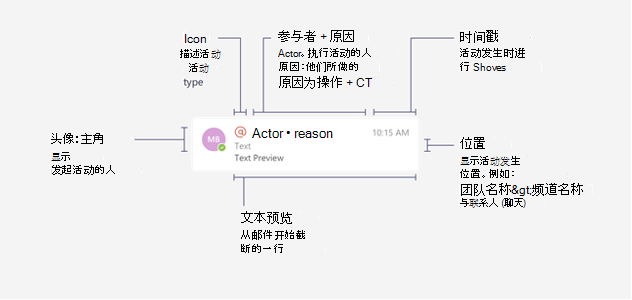 Icon
描述活动
活动
type
参与者 + 原因
Actor。执行活动的人
原因：他们所做的
原因为操作 + CT
时间戳
活动发生时进
行 Shoves
头像：主角
显示
发起活动的人
MB
@ Actor • reason
10:15 AM
Text
Text Preview
位置
显示活动发生
位置。例如：
团队名称&gt;频道名称
与联系人 (聊天)
文本预览
从邮件开始截
断的一行